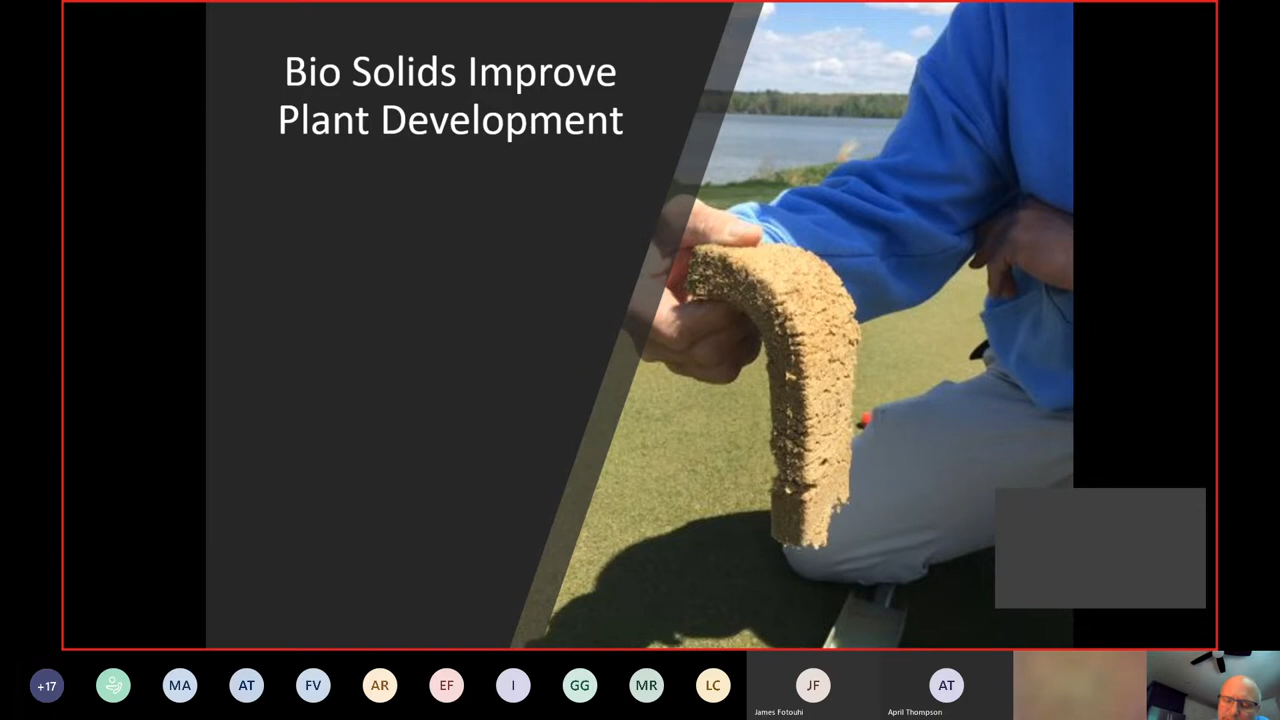 Bio Solids Improve
Plant Development
+17
MA
AT
FV
AR
EF
I
GG
MR
LC
JF
James Fotouhi
AT
April Thompson